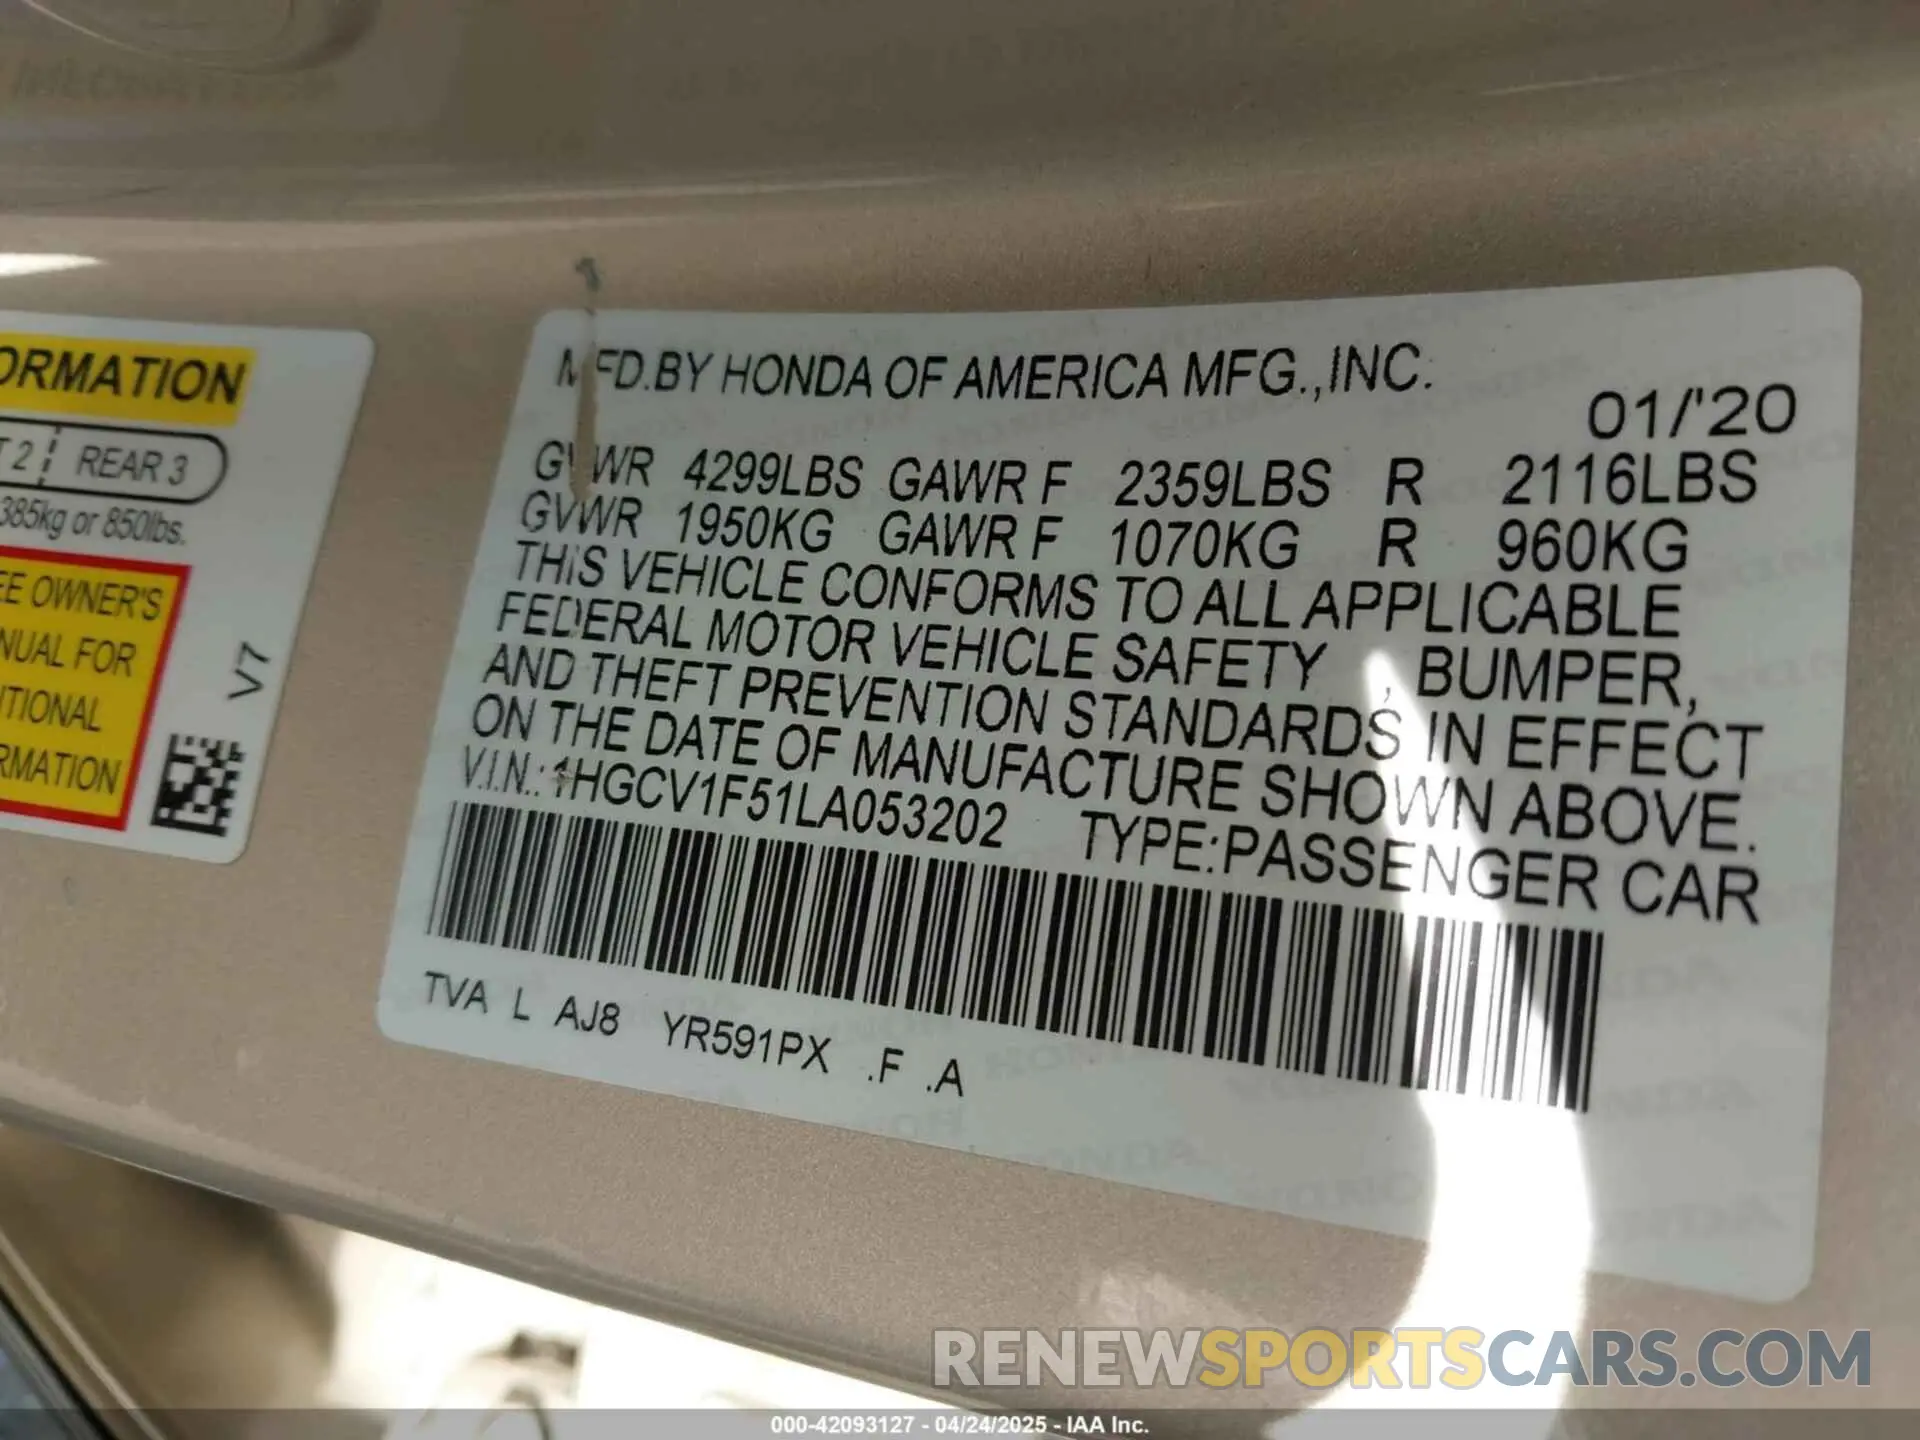 ORMATION
T 2 REAR 3
385kg or 850lbs.
EE OWNER'S
NUAL FOR
ITIONAL
RMATION
V7
MFD.BY HONDA OF AMERICA MFG.,INC.
01/'20
GVWR 4299LBS GAWR F 2359LBS R 2116LBS
GVWR 1950KG GAWR F 1070KG R 960KG
THIS VEHICLE CONFORMS TO ALL APPLICABLE
FEDERAL MOTOR VEHICLE SAFETY , BUMPER,
AND THEFT PREVENTION STANDARDS IN EFFECT
ON THE DATE OF MANUFACTURE SHOWN ABOVE.
V.I.N.: 1HGCV1F51LA053202 TYPE:PASSENGER CAR
TVA L AJ8 YR591PX .F .A
RENEWSPORTSCARS.COM
000-42093127 - 04/24/2025 - IAA Inc.